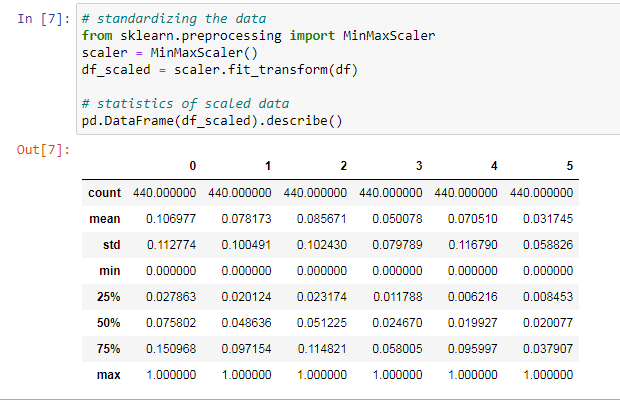 In [7]: # standardizing the data
from sklearn.preprocessing import MinMaxScaler
scaler = MinMaxScaler()
df_scaled = scaler.fit_transform(df)
# statistics of scaled data
pd.DataFrame(df_scaled).describe()
Out[7]:
0 1 2 3 4 5
count 440.000000 440.000000 440.000000 440.000000 440.000000 440.000000
mean 0.106977 0.078173 0.085671 0.050078 0.070510 0.031745
std 0.112774 0.100491 0.102430 0.079789 0.116790 0.058826
min 0.000000 0.000000 0.000000 0.000000 0.000000 0.000000
25% 0.027863 0.020124 0.023174 0.011788 0.006216 0.008453
50% 0.075802 0.048636 0.051225 0.024670 0.019927 0.020077
75% 0.150968 0.097154 0.114821 0.058005 0.095997 0.037907
max 1.000000 1.000000 1.000000 1.000000 1.000000 1.000000